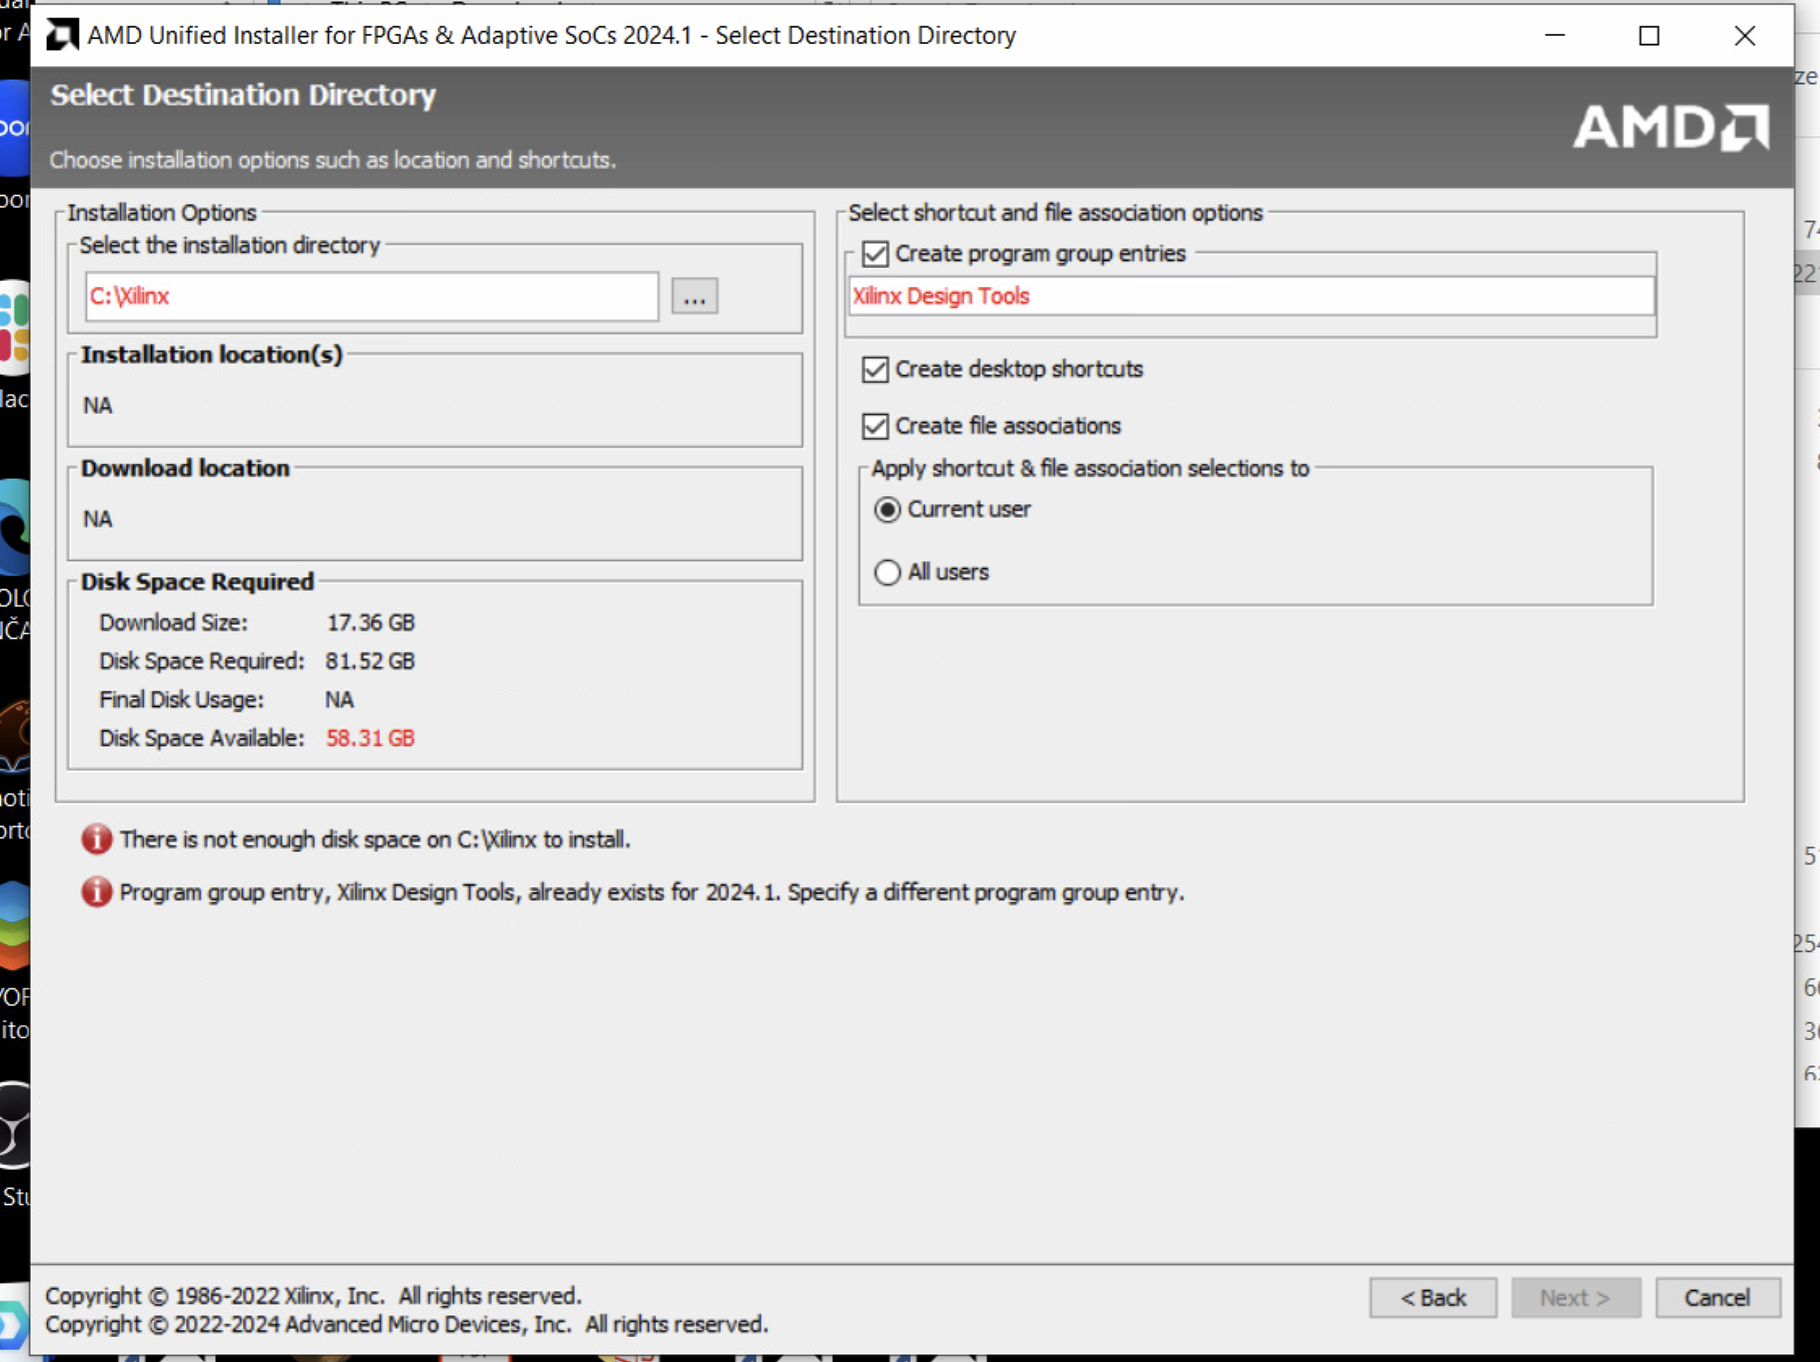 AMD Unified Installer for FPGAs & Adaptive SoCs 2024.1 - Select Destination Directory
Select Destination Directory
AMD
Choose installation options such as location and shortcuts.
Installation Options
Select the installation directory
C:\Xilinx
...
Installation location(s)
NA
Download location
NA
Disk Space Required
Download Size: 17.36 GB
Disk Space Required: 81.52 GB
Final Disk Usage: NA
Disk Space Available: 58.31 GB
Select shortcut and file association options
Create program group entries
Xilinx Design Tools
Create desktop shortcuts
Create file associations
Apply shortcut & file association selections to
Current user
All users
There is not enough disk space on C:\Xilinx to install.
Program group entry, Xilinx Design Tools, already exists for 2024.1. Specify a different program group entry.
Copyright © 1986-2022 Xilinx, Inc. All rights reserved.
Copyright © 2022-2024 Advanced Micro Devices, Inc. All rights reserved.
< Back
Next >
Cancel